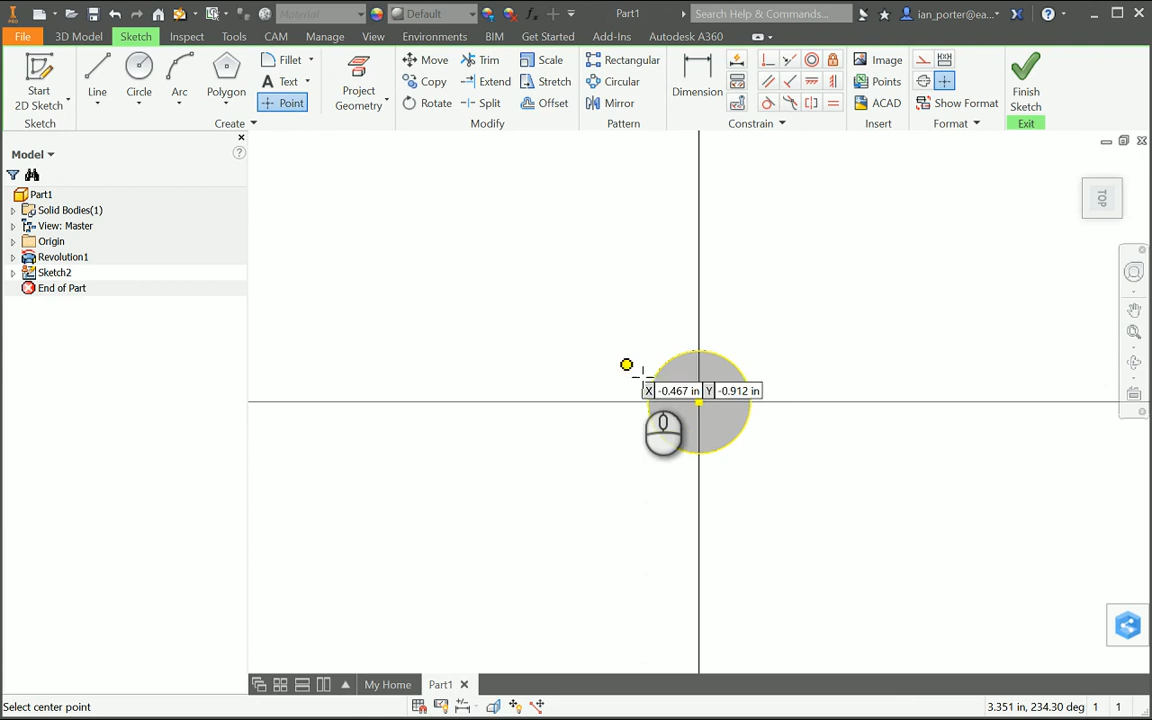 PRO
Material
Default
Part1
Search Help & Commands...
ian_porter@ea...
File
3D Model
Sketch
Inspect
Tools
CAM
Manage
View
Environments
BIM
Get Started
Add-Ins
Autodesk A360
Start
2D Sketch
Line
Circle
Arc
Polygon
Fillet
Text
Point
Project
Geometry
Move
Copy
Rotate
Trim
Extend
Split
Scale
Stretch
Offset
Rectangular
Circular
Mirror
Dimension
Image
Points
ACAD
Show Format
Finish
Sketch
Sketch
Create
Modify
Pattern
Constrain
Insert
Format
Exit
Model
Part1
Solid Bodies(1)
View: Master
Origin
Revolution1
Sketch2
End of Part
TOP
X -0.467 in Y -0.912 in
My Home
Part1
Select center point
3.351 in, 234.30 deg 1 1